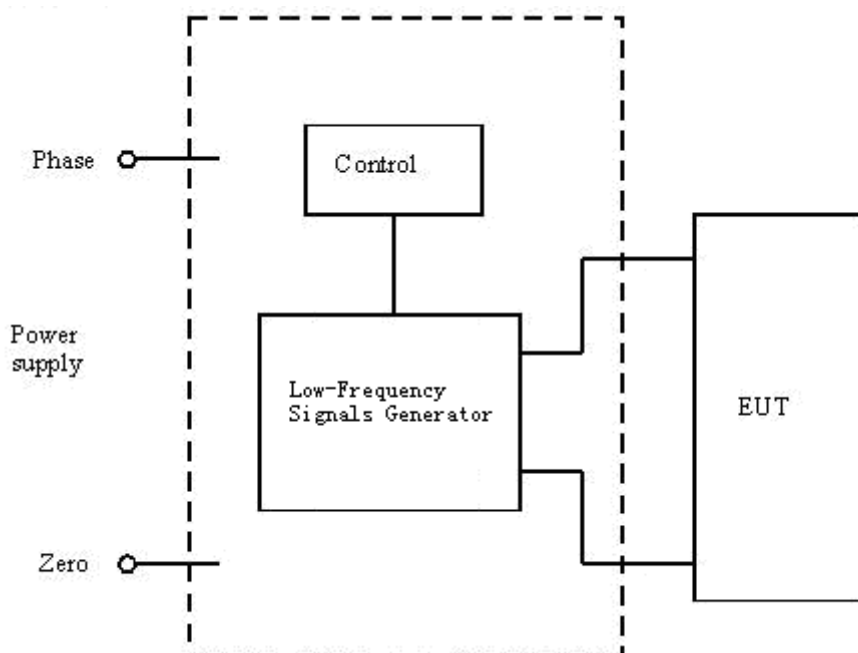 Phase
Control
Power
supply
Low-Frequency
Signals Generator
EUT
Zero